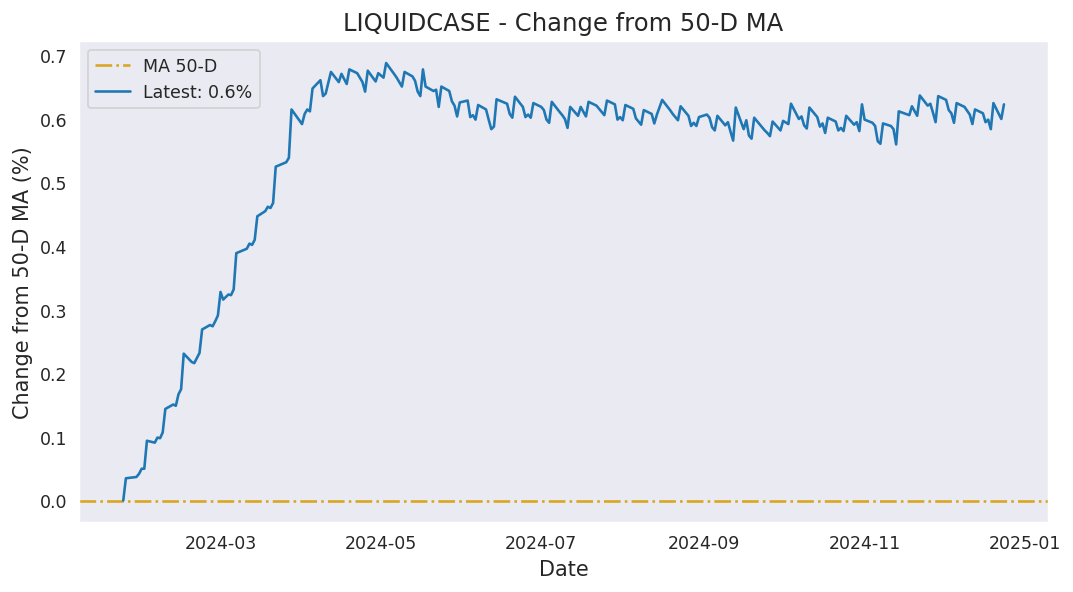 LIQUIDCASE - Change from 50-D MA
MA 50-D
Latest: 0.6%
Change from 50-D MA (%)
0.7
0.6
0.5
0.4
0.3
0.2
0.1
0.0
2024-03
2024-05
2024-07
2024-09
2024-11
2025-01
Date